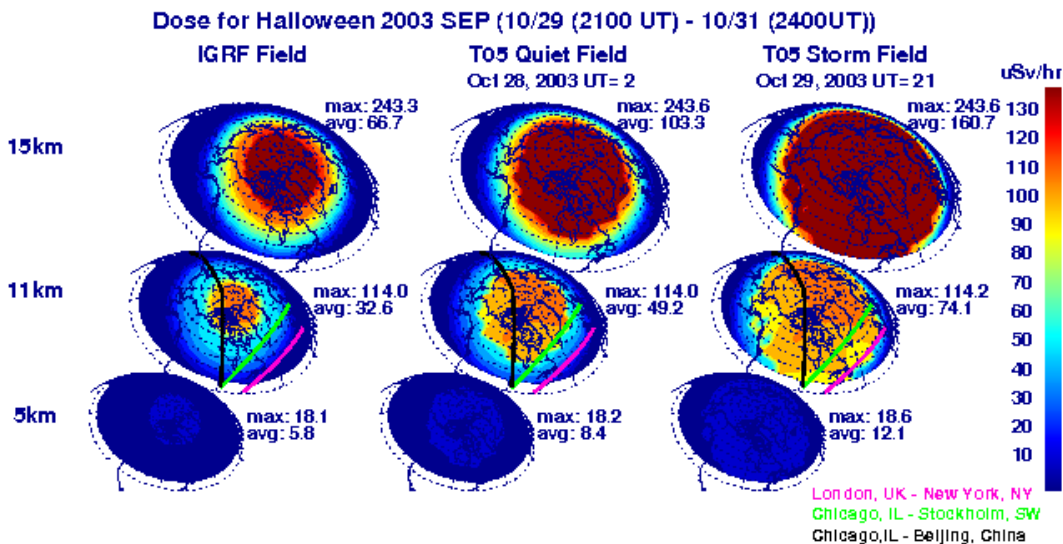 Dose for Halloween 2003 SEP (10/29 (2100 UT) - 10/31 (2400UT))
IGRF Field
T05 Quiet Field
T05 Storm Field
Oct 28, 2003 UT= 2
Oct 29, 2003 UT= 21
uSv/hr
15km
max: 243.3
avg: 66.7
max: 243.6
avg: 103.3
max: 243.6
avg: 160.7
11km
max: 114.0
avg: 32.6
max: 114.0
avg: 49.2
max: 114.2
avg: 74.1
5km
max: 18.1
avg: 5.8
max: 18.2
avg: 8.4
max: 18.6
avg: 12.1
130
120
110
100
90
80
70
60
50
40
30
20
10
London, UK - New York, NY
Chicago, IL - Stockholm, SW
Chicago,IL - Beijing, China